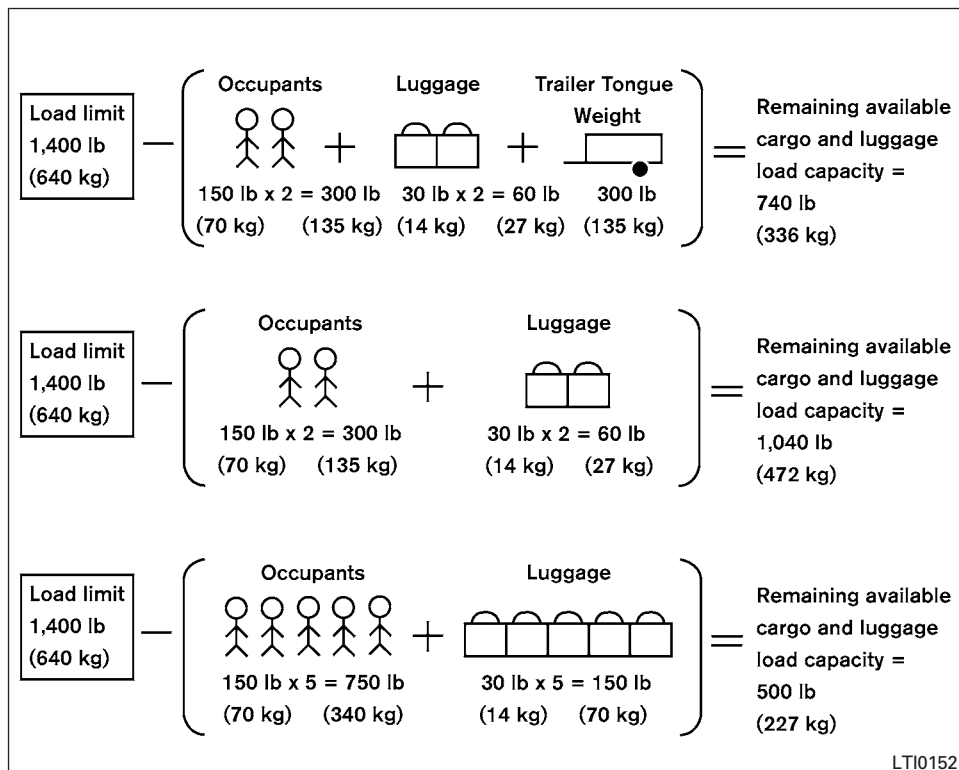 Occupants Luggage Trailer Tongue
Weight
Load limit
1,400 lb
(640 kg)
—
+
+
=
150 lb x 2 = 300 lb 30 lb x 2 = 60 lb 300 lb
(70 kg) (135 kg) (14 kg) (27 kg) (135 kg)
Remaining available
cargo and luggage
load capacity =
740 lb
(336 kg)
Occupants Luggage
Load limit
1,400 lb
(640 kg)
—
+
=
150 lb x 2 = 300 lb 30 lb x 2 = 60 lb
(70 kg) (135 kg) (14 kg) (27 kg)
Remaining available
cargo and luggage
load capacity =
1,040 lb
(472 kg)
Occupants Luggage
Load limit
1,400 lb
(640 kg)
—
+
=
150 lb x 5 = 750 lb 30 lb x 5 = 150 lb
(70 kg) (340 kg) (14 kg) (70 kg)
Remaining available
cargo and luggage
load capacity =
500 lb
(227 kg)
LTI0152